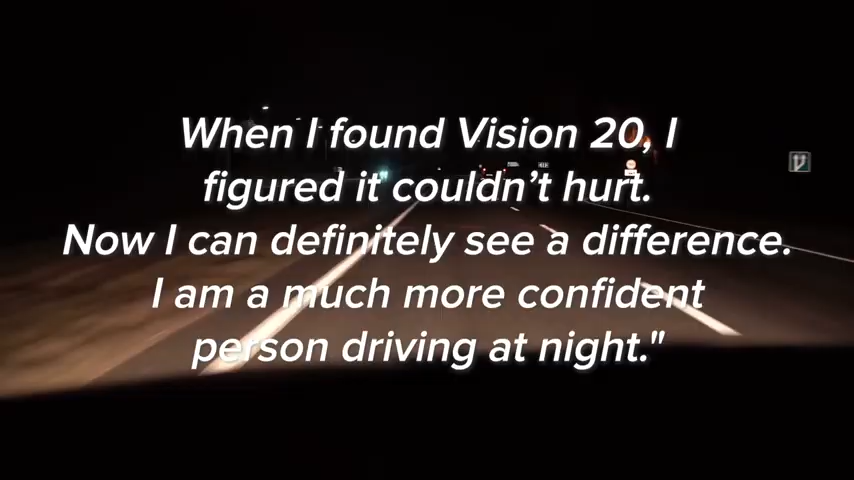 When I found Vision 20, I
figured it couldn’t hurt.
Now I can definitely see a difference.
I am a much more confident
person driving at night."